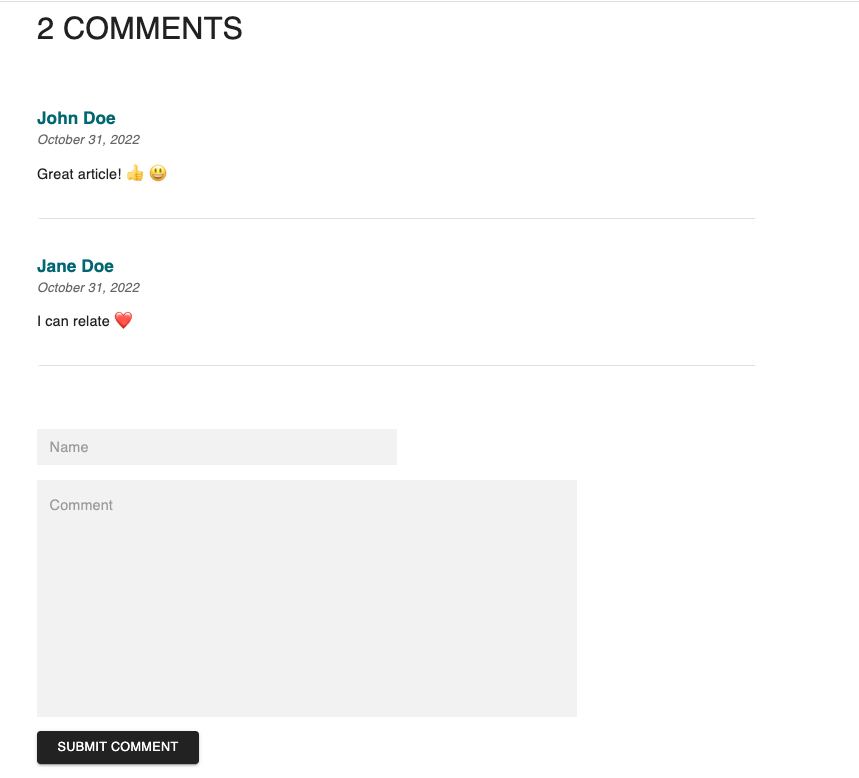 2 COMMENTS
John Doe
October 31, 2022
Great article! 👍 😃
Jane Doe
October 31, 2022
I can relate ❤️
Name
Comment
SUBMIT COMMENT